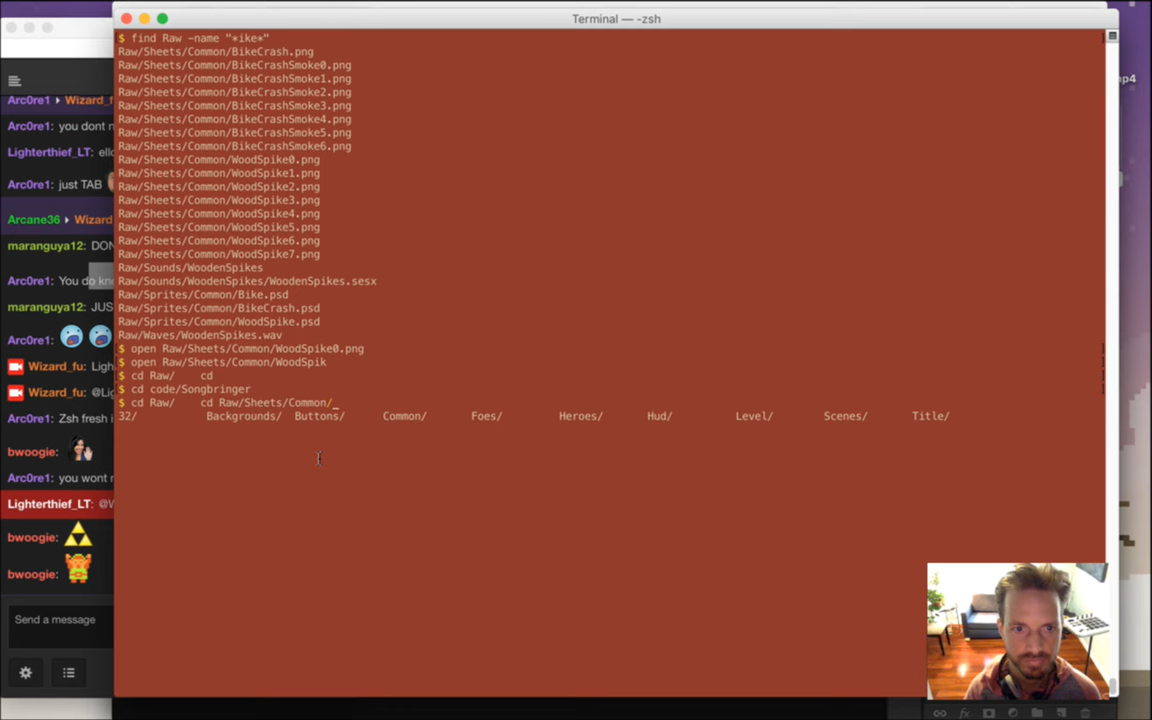 Terminal — -zsh
$ find Raw -name "*ike*"
Raw/Sheets/Common/BikeCrash.png
Raw/Sheets/Common/BikeCrashSmoke0.png
Raw/Sheets/Common/BikeCrashSmoke1.png
Raw/Sheets/Common/BikeCrashSmoke2.png
Raw/Sheets/Common/BikeCrashSmoke3.png
Raw/Sheets/Common/BikeCrashSmoke4.png
Raw/Sheets/Common/BikeCrashSmoke5.png
Raw/Sheets/Common/BikeCrashSmoke6.png
Raw/Sheets/Common/WoodSpike0.png
Raw/Sheets/Common/WoodSpike1.png
Raw/Sheets/Common/WoodSpike2.png
Raw/Sheets/Common/WoodSpike3.png
Raw/Sheets/Common/WoodSpike4.png
Raw/Sheets/Common/WoodSpike5.png
Raw/Sheets/Common/WoodSpike6.png
Raw/Sheets/Common/WoodSpike7.png
Raw/Sounds/WoodenSpikes
Raw/Sounds/WoodenSpikes/WoodenSpikes.sesx
Raw/Sprites/Common/Bike.psd
Raw/Sprites/Common/BikeCrash.psd
Raw/Sprites/Common/WoodSpike.psd
Raw/Waves/WoodenSpikes.wav
$ open Raw/Sheets/Common/WoodSpike0.png
$ open Raw/Sheets/Common/WoodSpik
$ cd Raw/ cd
$ cd code/Songbringer
$ cd Raw/ cd Raw/Sheets/Common/_
32/ Backgrounds/ Buttons/ Common/ Foes/ Heroes/ Hud/ Level/ Scenes/ Title/
Arc0re1 Wizard_f
Arc0re1: you dont
Lighterthief_LT: ell
Arc0re1: just TAB
Arcane36 Wizard
maranguya12: DON
Arc0re1: You do kn
maranguya12: JUS
Arc0re1:
Wizard_fu: Ligh
Wizard_fu: @Lig
Arc0re1: Zsh fresh i
bwoogie:
Arc0re1: you wont
Lighterthief_LT: @W
bwoogie:
bwoogie:
Send a message
np4
fx